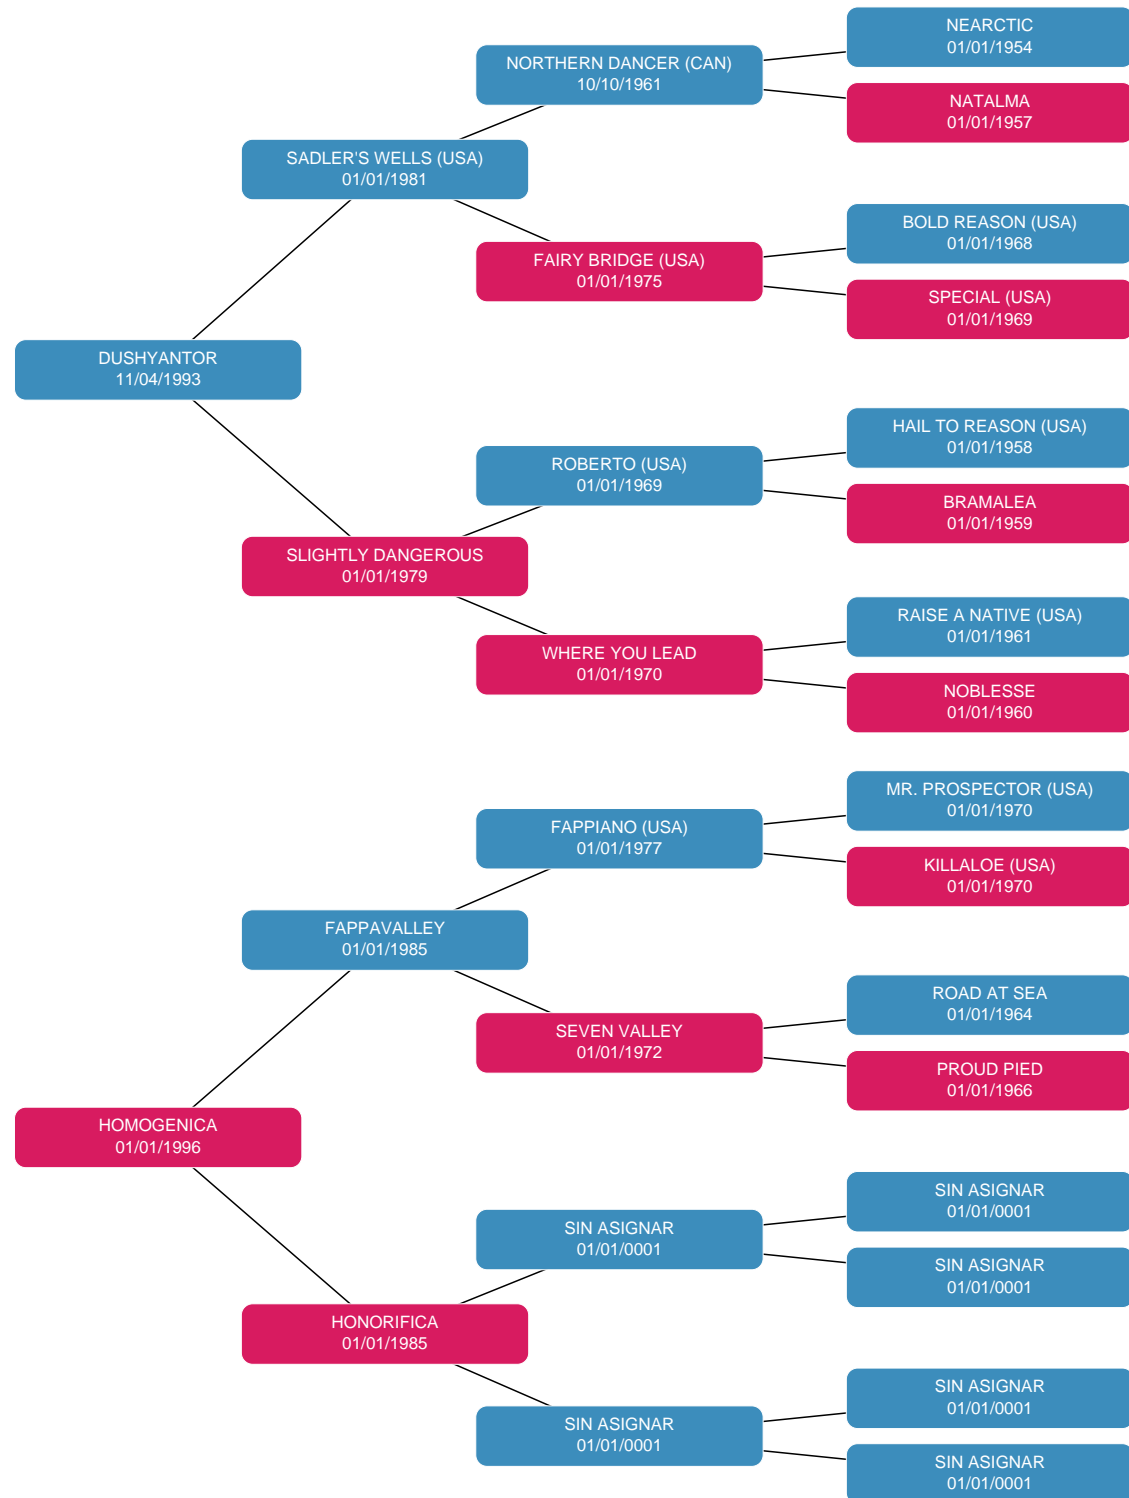 NEARCTIC
01/01/1954
NORTHERN DANCER (CAN)
10/10/1961
NATALMA
01/01/1957
SADLER'S WELLS (USA)
01/01/1981
BOLD REASON (USA)
01/01/1968
FAIRY BRIDGE (USA)
01/01/1975
SPECIAL (USA)
01/01/1969
DUSHYANTOR
11/04/1993
HAIL TO REASON (USA)
01/01/1958
ROBERTO (USA)
01/01/1969
BRAMALEA
01/01/1959
SLIGHTLY DANGEROUS
01/01/1979
RAISE A NATIVE (USA)
01/01/1961
WHERE YOU LEAD
01/01/1970
NOBLESSE
01/01/1960
MR. PROSPECTOR (USA)
01/01/1970
FAPPIANO (USA)
01/01/1977
KILLALOE (USA)
01/01/1970
FAPPAVALLEY
01/01/1985
ROAD AT SEA
01/01/1964
SEVEN VALLEY
01/01/1972
PROUD PIED
01/01/1966
HOMOGENICA
01/01/1996
SIN ASIGNAR
01/01/0001
SIN ASIGNAR
01/01/0001
SIN ASIGNAR
01/01/0001
HONORIFICA
01/01/1985
SIN ASIGNAR
01/01/0001
SIN ASIGNAR
01/01/0001
SIN ASIGNAR
01/01/0001